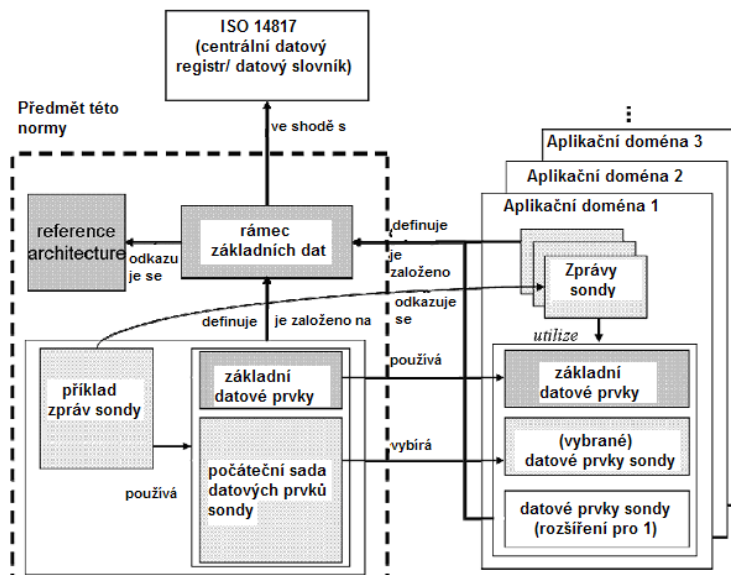 ISO 14817
(centrální datový
registr/ datový slovník)
Předmět této
normy
ve shodě s
⋮
Aplikační doména 3
Aplikační doména 2
Aplikační doména 1
reference
architecture
odkazu
je se
rámec
základních dat
definuje
je
založeno
Zprávy
sondy
odkazuje
se
definuje
je založeno na
utilize
příklad
zpráv sondy
základní
datové prvky
používá
základní
datové prvky
používá
počáteční sada
datových prvků
sondy
vybírá
(vybrané)
datové prvky sondy
datové prvky sondy
(rozšíření pro 1)